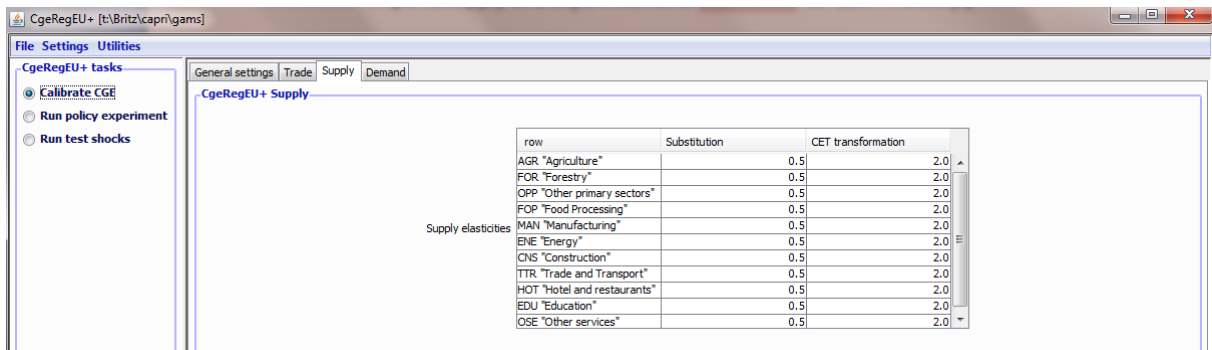 CgeRegEU+ [t:\Britz\capri\gams]
File Settings Utilities
CgeRegEU+ tasks
Calibrate CGE
Run policy experiment
Run test shocks
General settings Trade Supply Demand
CgeRegEU+ Supply
Supply elasticities
row Substitution CET transformation
AGR "Agriculture" 0.5 2.0
FOR "Forestry" 0.5 2.0
OPP "Other primary sectors" 0.5 2.0
FOP "Food Processing" 0.5 2.0
MAN "Manufacturing" 0.5 2.0
ENE "Energy" 0.5 2.0
CNS "Construction" 0.5 2.0
TTR "Trade and Transport" 0.5 2.0
HOT "Hotel and restaurants" 0.5 2.0
EDU "Education" 0.5 2.0
OSE "Other services" 0.5 2.0